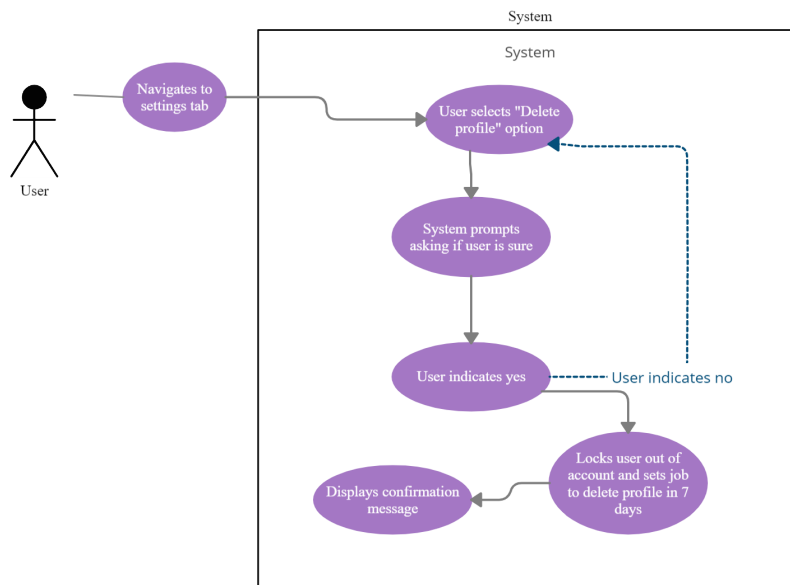 System
System
Navigates to
settings tab
User selects "Delete
profile" option
User
System prompts
asking if user is sure
User indicates yes
User indicates no
Locks user out of
account and sets job
to delete profile in 7
days
Displays confirmation
message